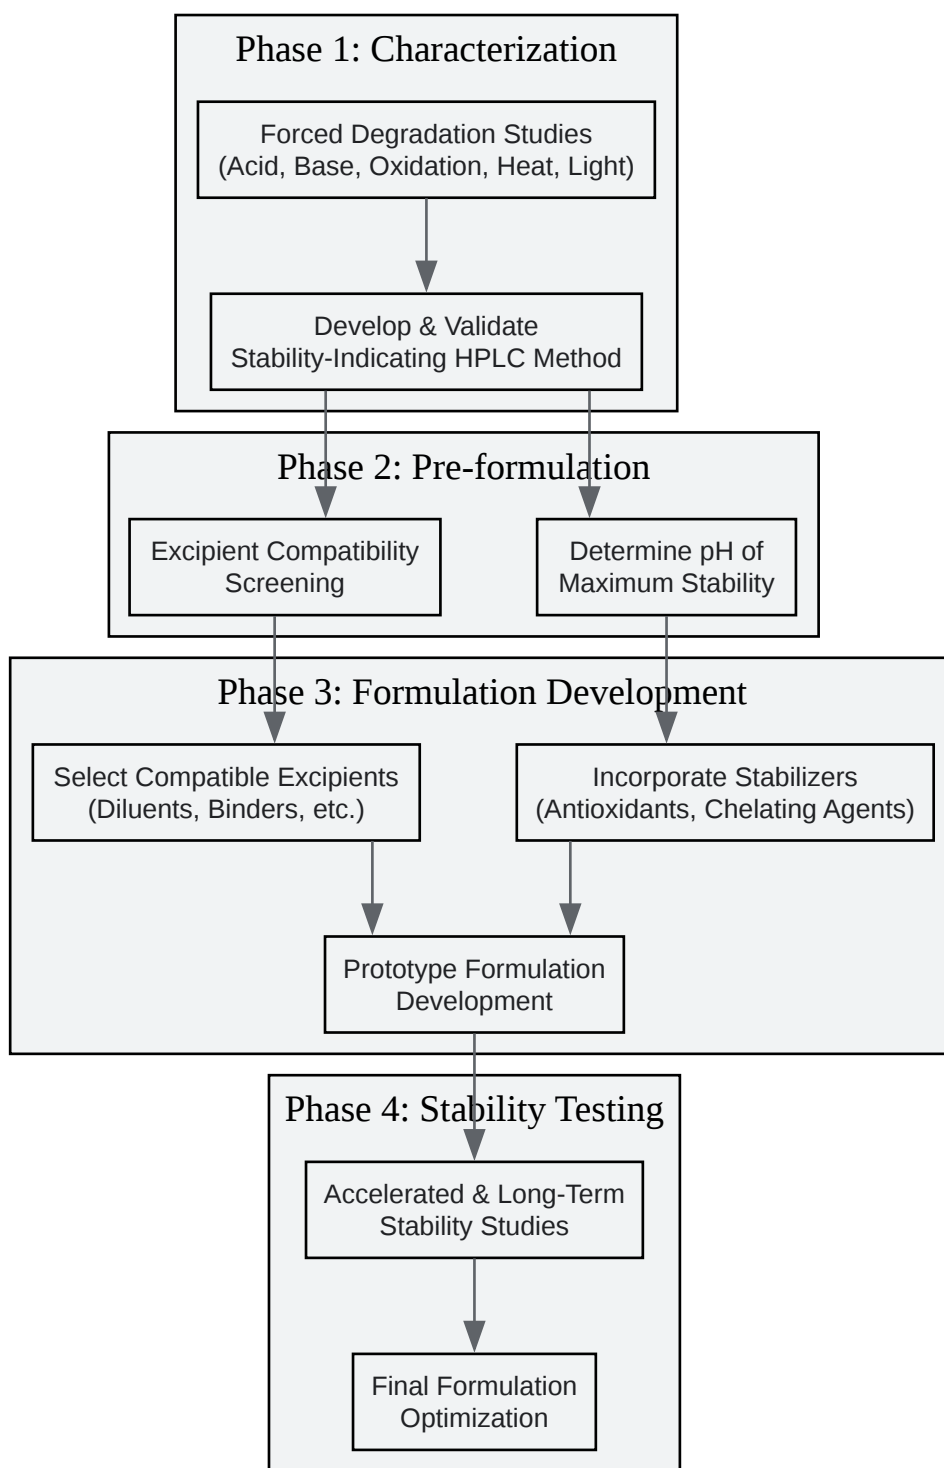 Phase 1: Characterization
Forced Degradation Studies
(Acid, Base, Oxidation, Heat, Light)
Develop & Validate
Stability-Indicating HPLC Method
Phase 2: Pre-formulation
Excipient Compatibility
Screening
Determine pH of
Maximum Stability
Phase 3: Formulation Development
Select Compatible Excipients
(Diluents, Binders, etc.)
Incorporate Stabilizers
(Antioxidants, Chelating Agents)
Prototype Formulation
Development
Phase 4: Stability Testing
Accelerated & Long-Term
Stability Studies
Final Formulation
Optimization